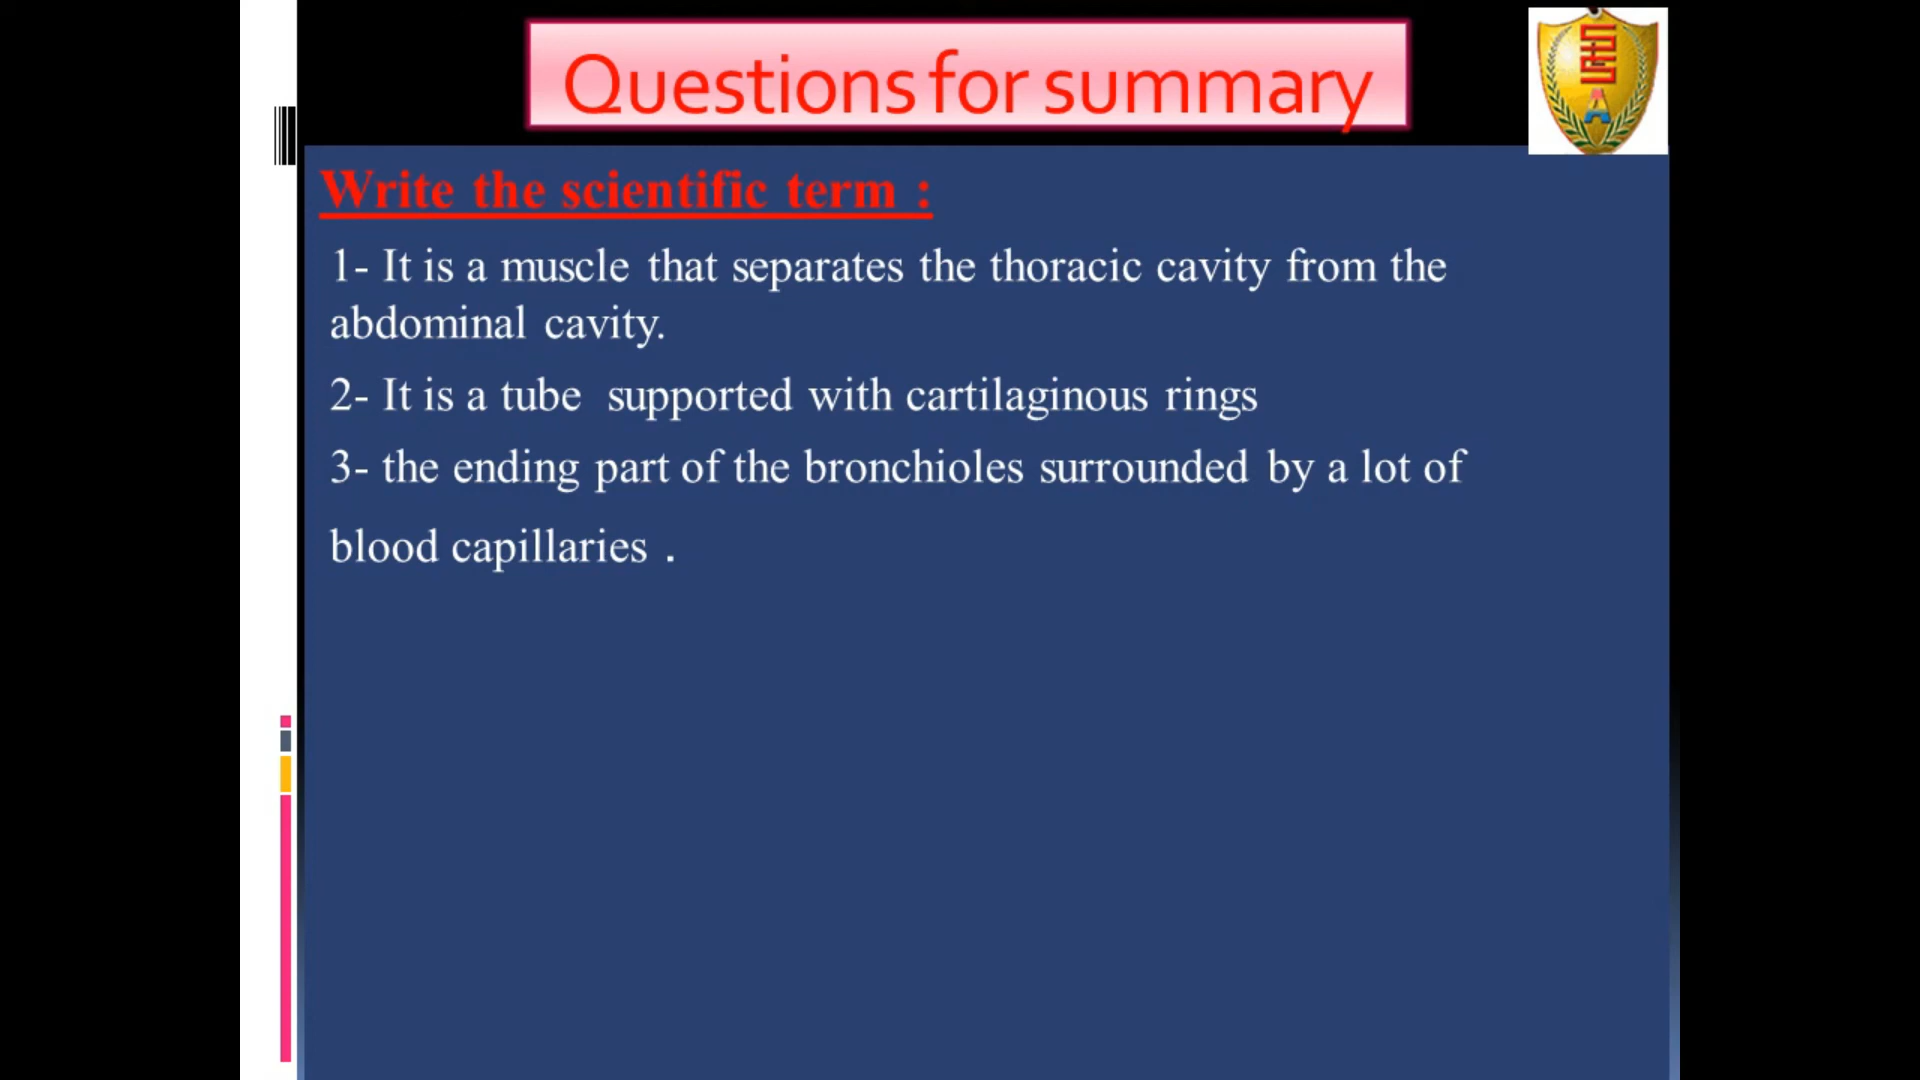 Questions for summary
Write the scientific term :
1- It is a muscle that separates the thoracic cavity from the
abdominal cavity.
2- It is a tube supported with cartilaginous rings
3- the ending part of the bronchioles surrounded by a lot of
blood capillaries .